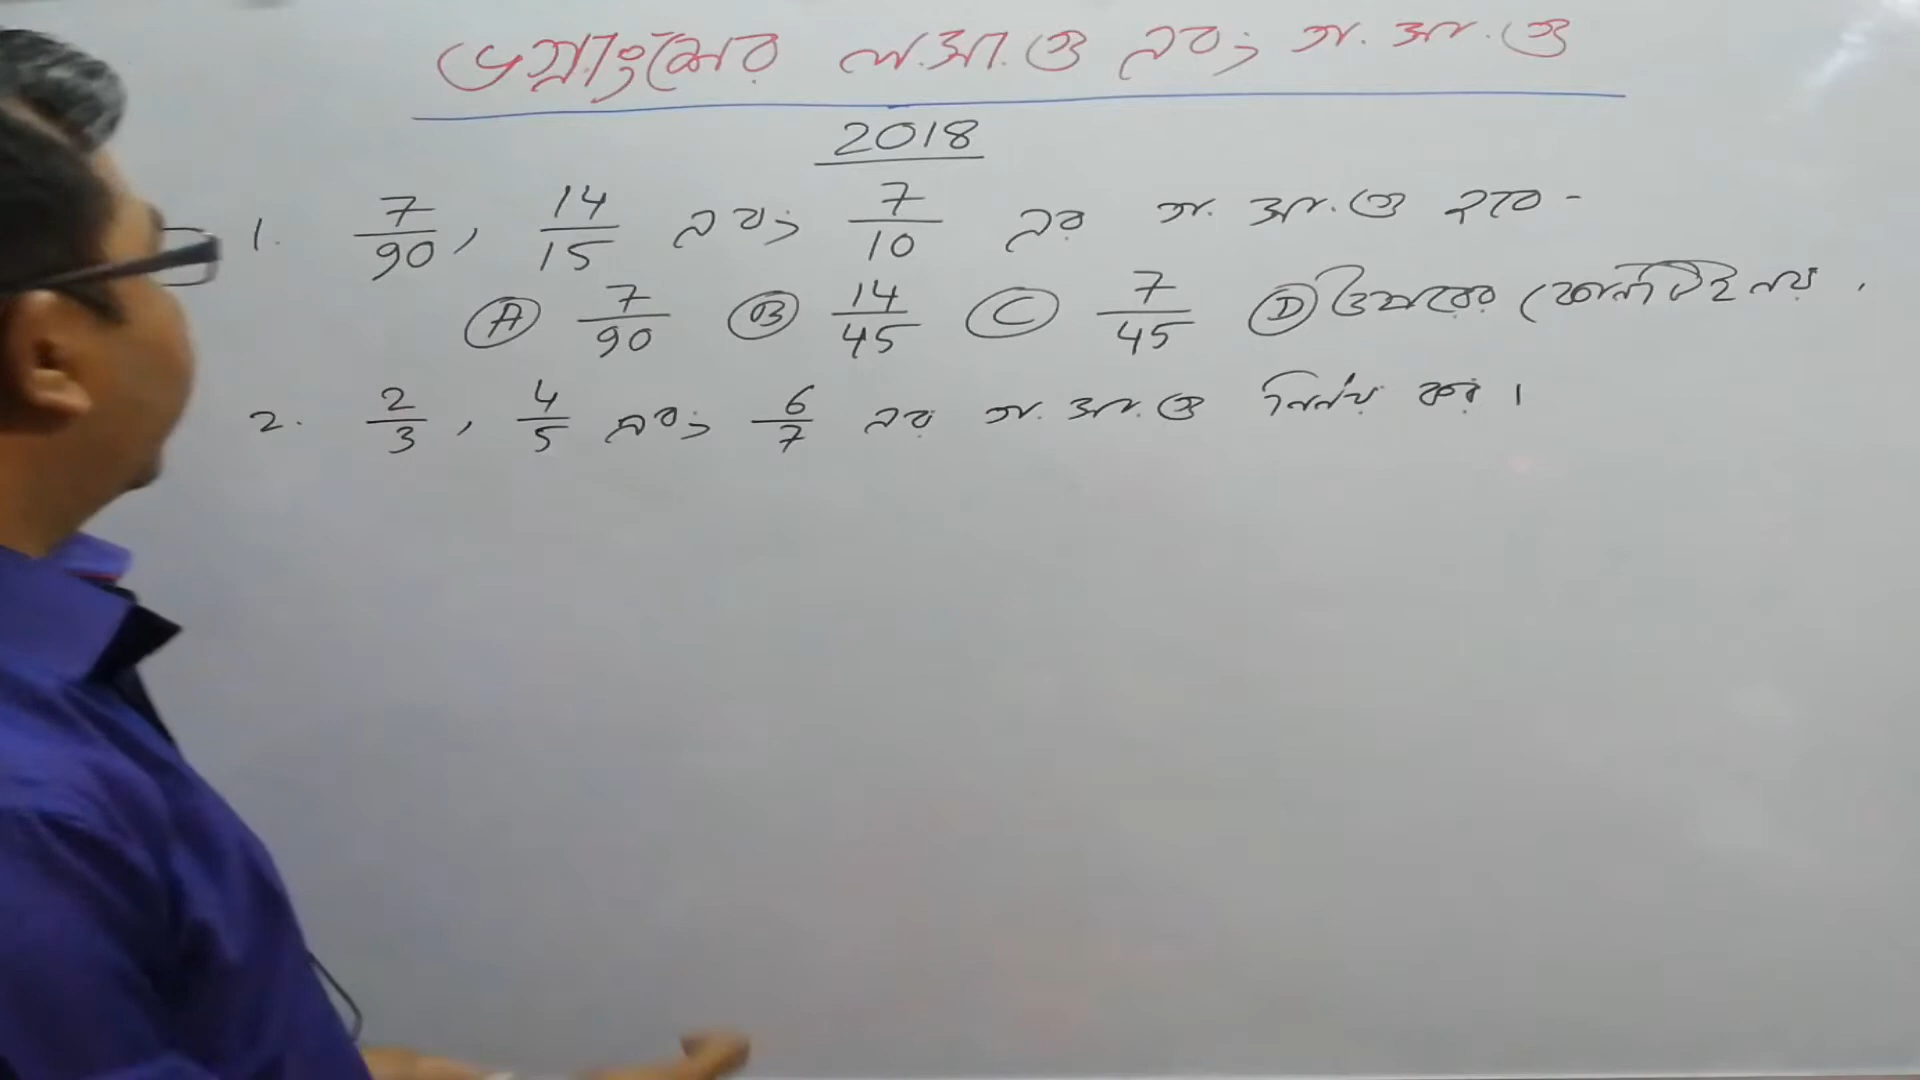 ভগ্নাংশের ল.সা.গু এবং গ.সা.গু
2018
1. 7/90, 14/15 এবং 7/10 এর গ.সা.গু হবে -
(A) 7/90 (B) 14/45 (C) 7/45 (D) উপরের কোনটিই নয়.
2. 2/3, 4/5 এবং 6/7 এর গ.সা.গু নির্ণয় কর।